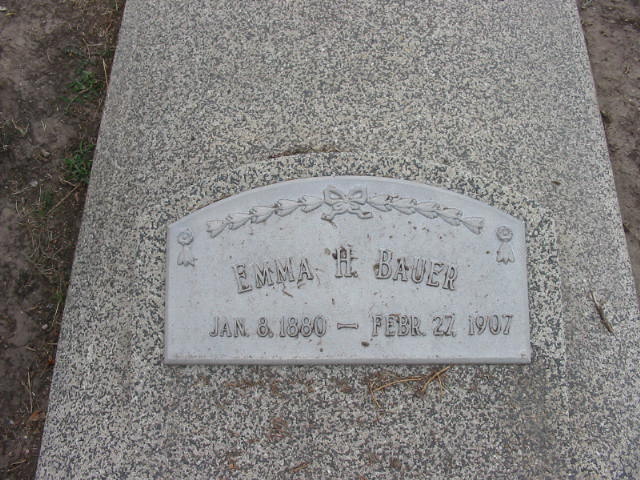 EMMA H. BAUER
JAN. 8, 1880 — FEBR. 27, 1907